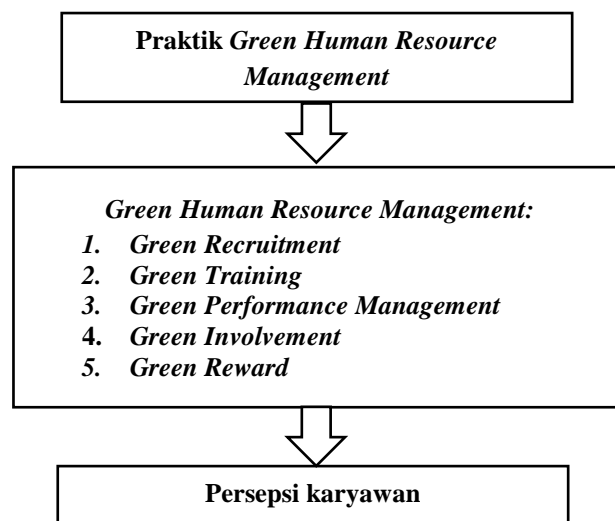 Praktik Green Human Resource
Management
Green Human Resource Management:
1. Green Recruitment
2. Green Training
3. Green Performance Management
4. Green Involvement
5. Green Reward
Persepsi karyawan